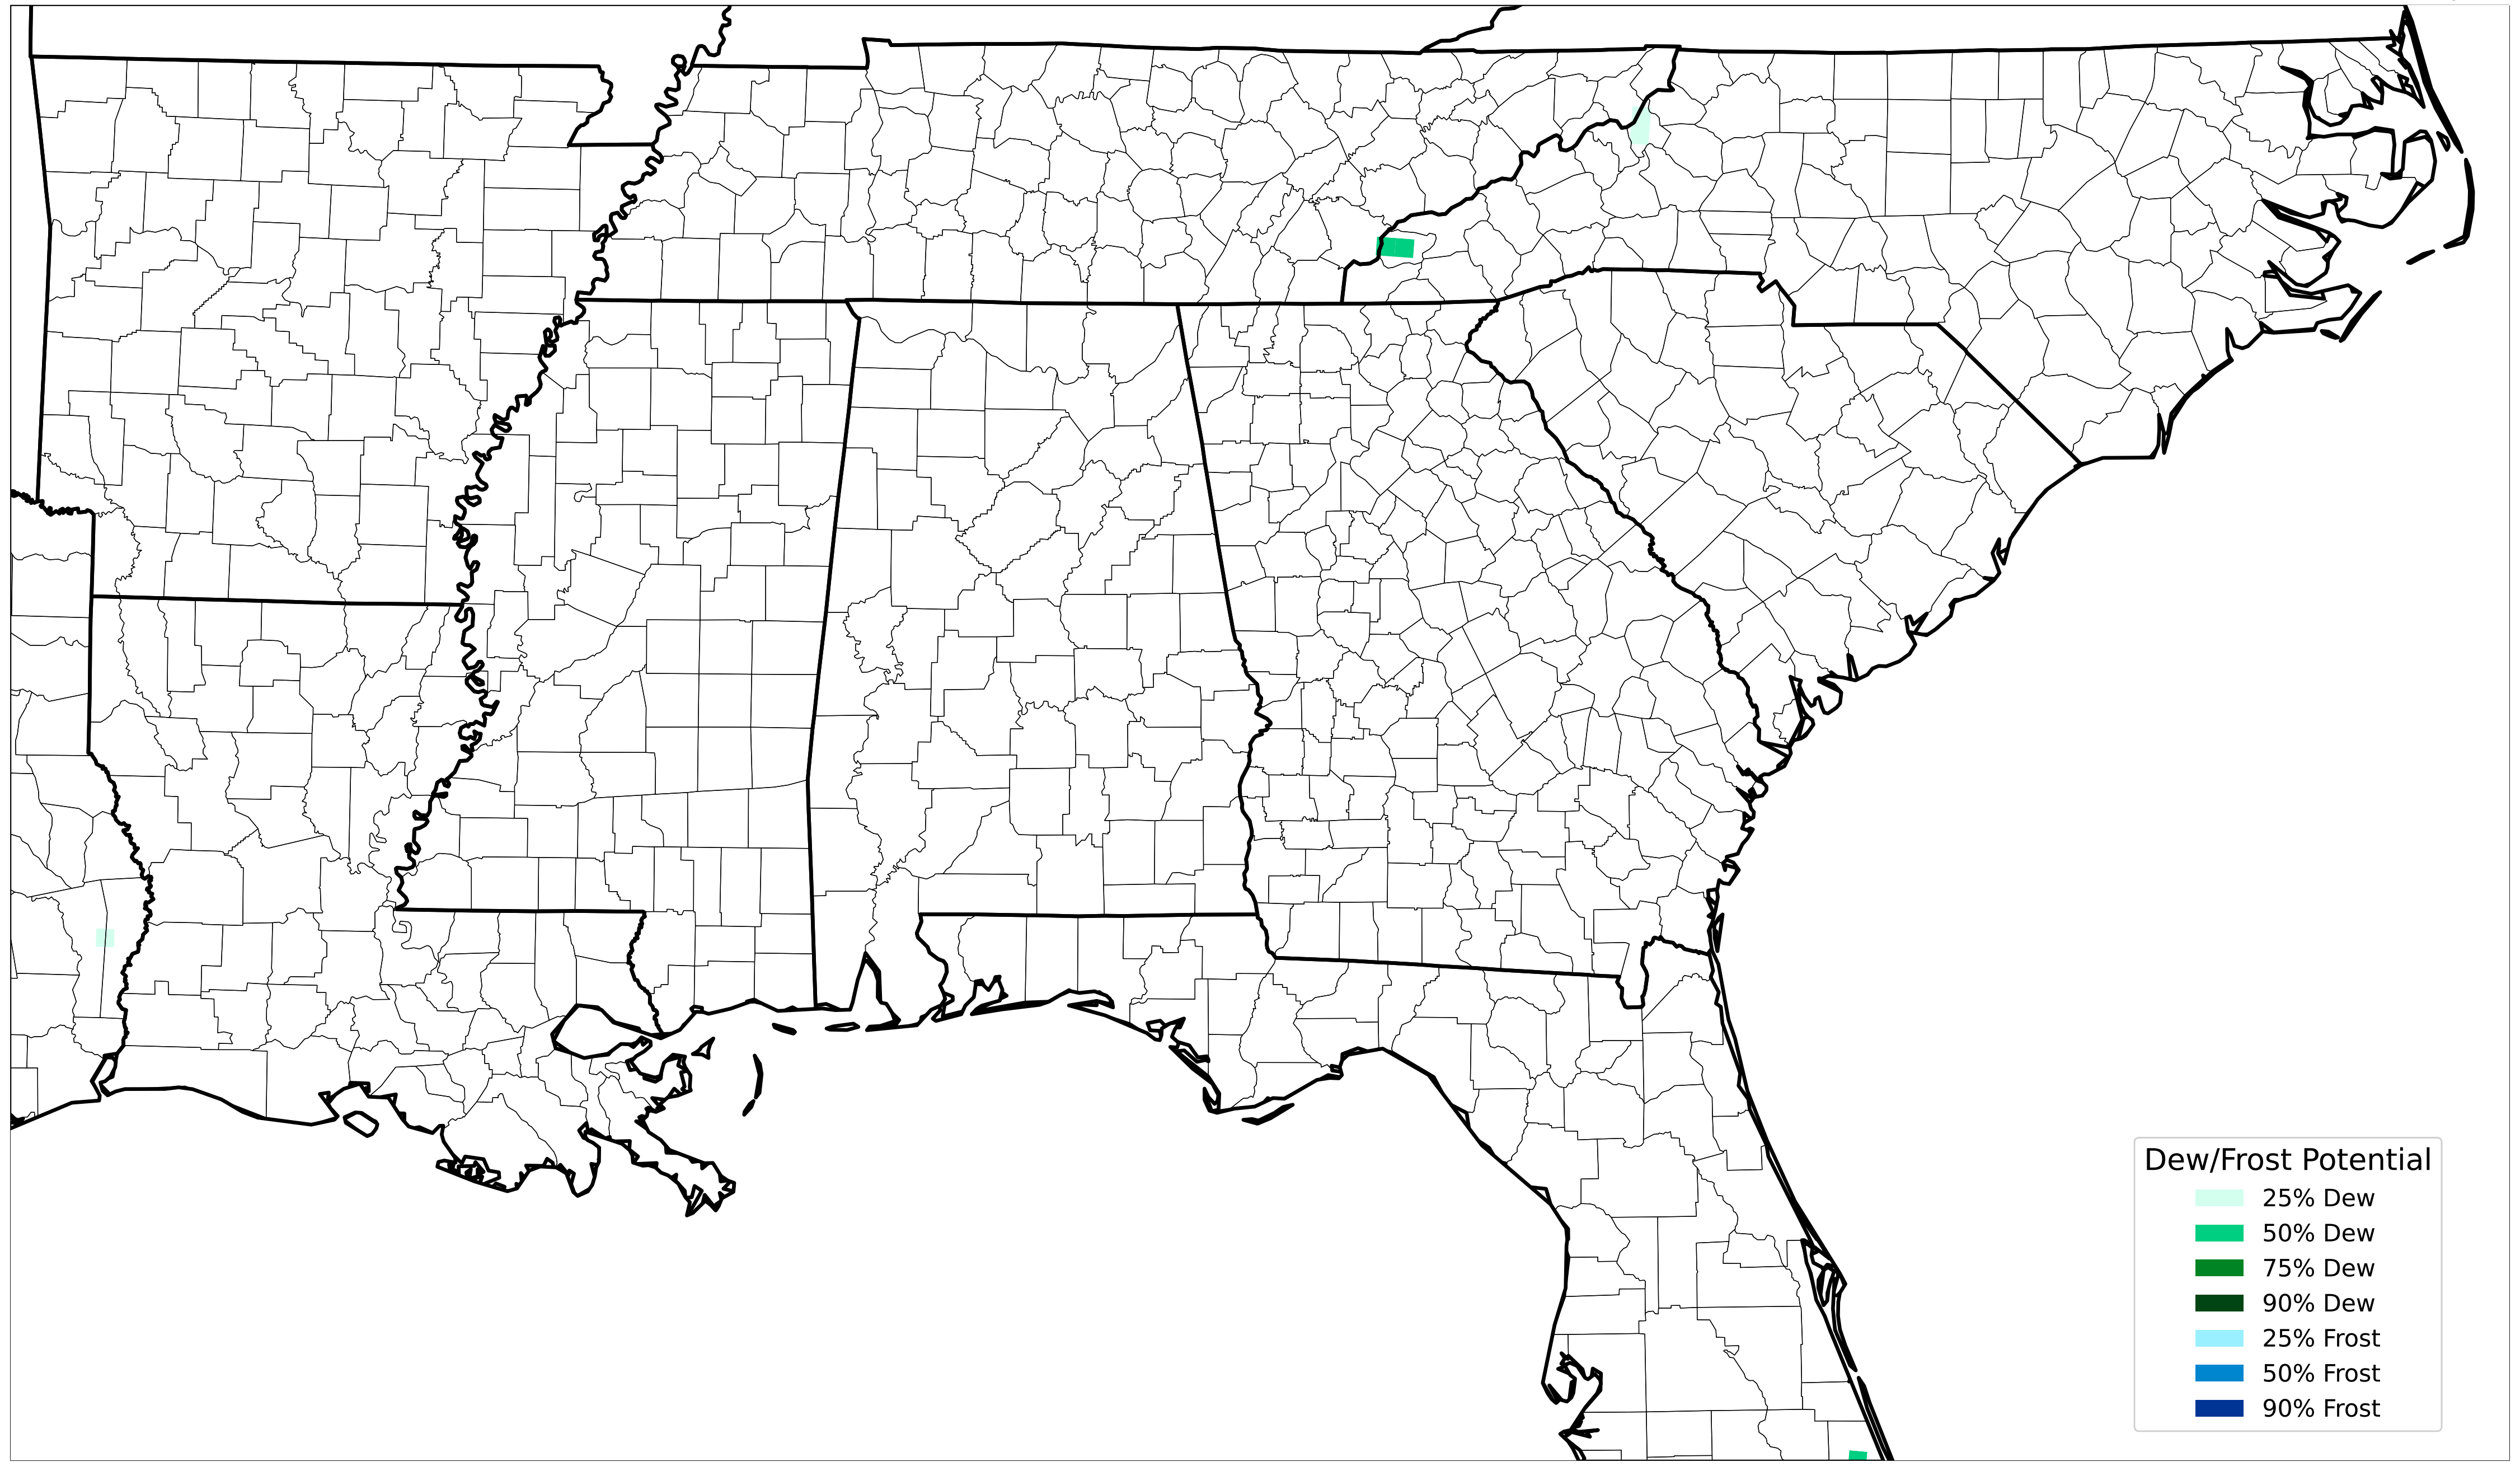 Dew/Frost Potential
25% Dew
50% Dew
75% Dew
90% Dew
25% Frost
50% Frost
90% Frost